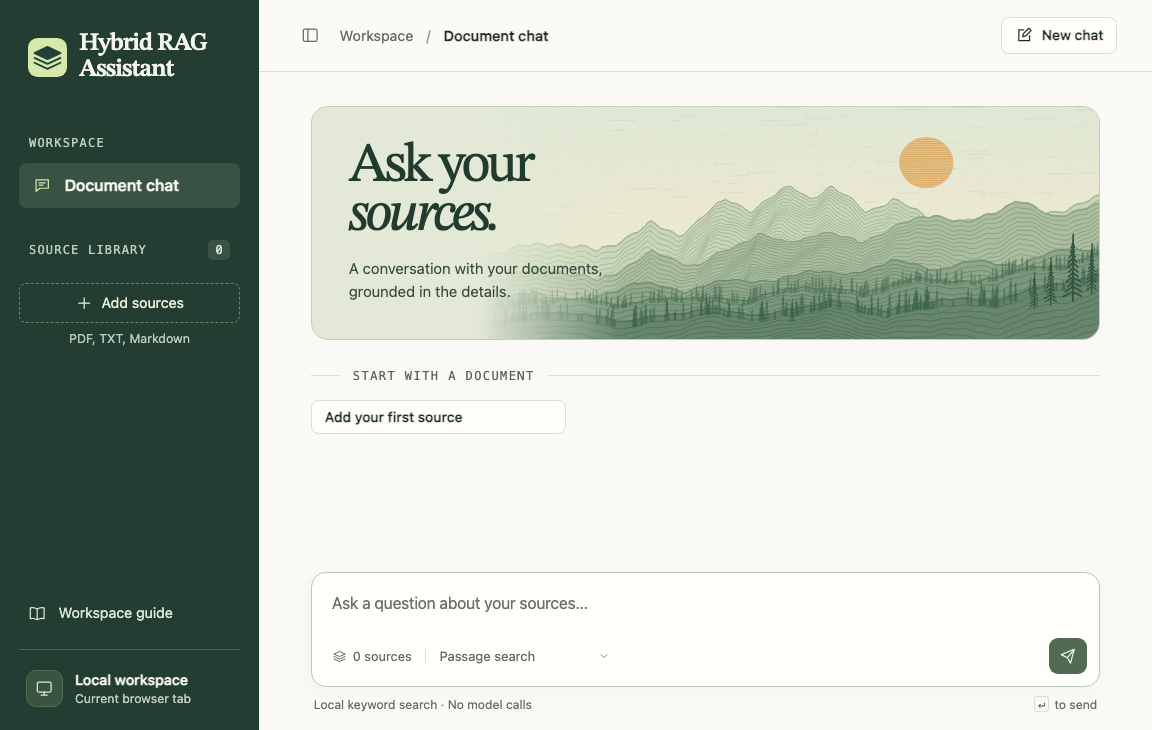 Hybrid RAG
Assistant
WORKSPACE
Document chat
SOURCE LIBRARY 0
Add sources
PDF, TXT, Markdown
Workspace guide
Local workspace
Current browser tab
Workspace / Document chat
New chat
Ask your
sources.
A conversation with your documents,
grounded in the details.
START WITH A DOCUMENT
Add your first source
Ask a question about your sources...
0 sources
Passage search
Local keyword search · No model calls
↵ to send